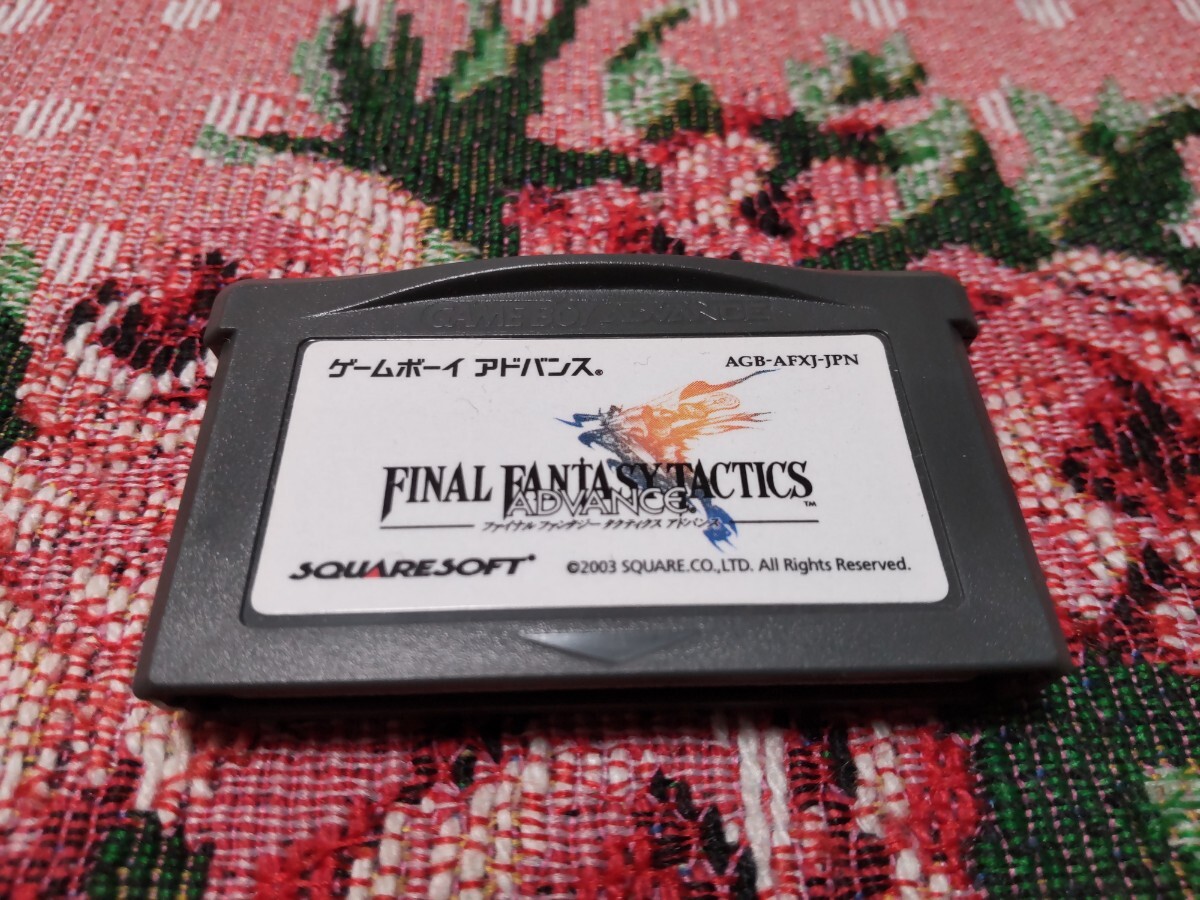 GAME BOY ADVANCE
ゲームボーイ アドバンス®
AGB-AFXJ-JPN
FINAL FANTASY TACTICS™
ADVANCE
ファイナル ファンタジー タクティクス アドバンス
SQUARESOFT
©2003 SQUARE.CO.,LTD. All Rights Reserved.